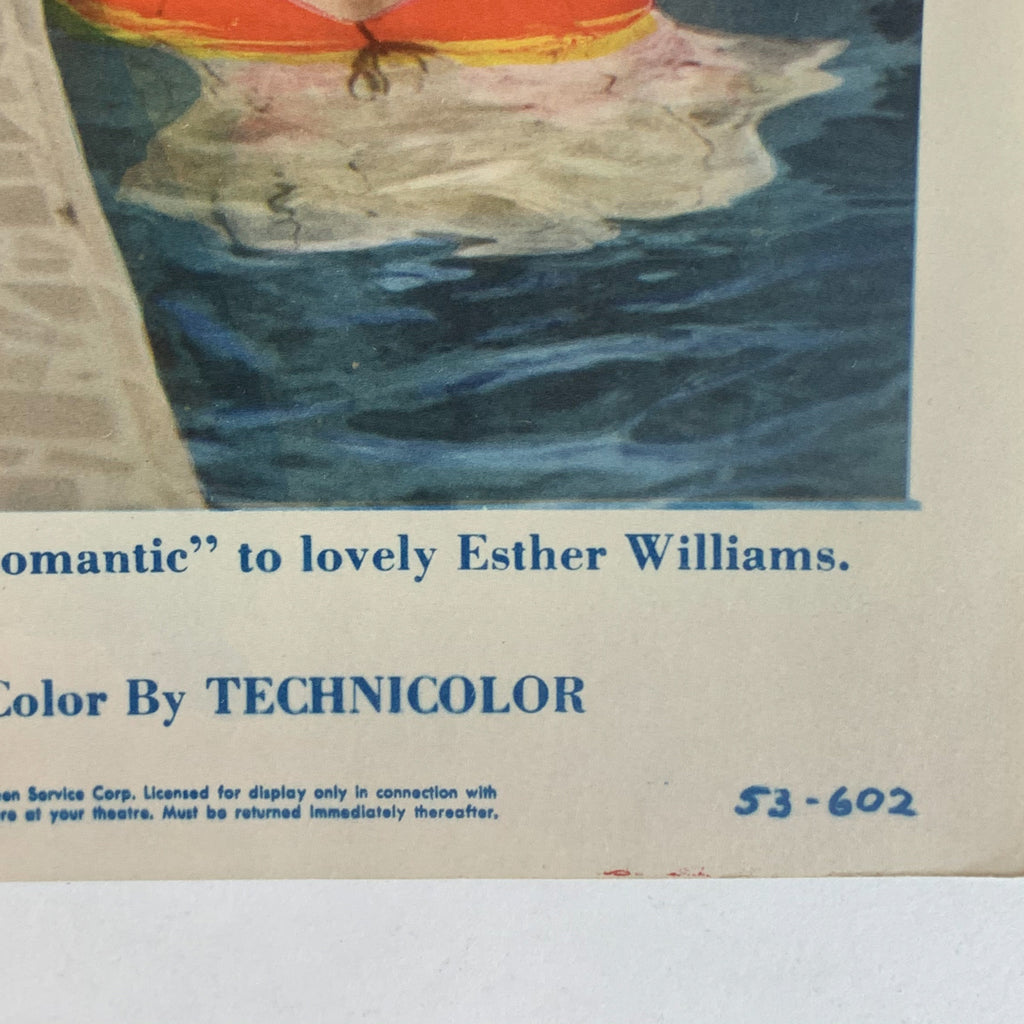 omantic” to lovely Esther Williams.
Color By TECHNICOLOR
en Service Corp. Licensed for display only in connection with
re at your theatre. Must be returned immediately thereafter.
53-602